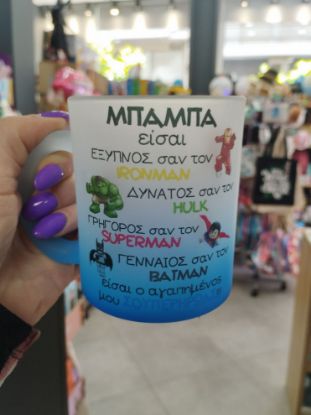 ΜΠΑΜΠΑ
είσαι
ΕΞΥΠΝΟΣ σαν τον
IRONMAN
ΔΥΝΑΤΟΣ σαν τον
HULK
ΓΡΗΓΟΡΟΣ σαν τον
SUPERMAN
ΓΕΝΝΑΙΟΣ σαν τον
BATMAN
είσαι ο αγαπημένος
μου ΣΟΥΠΕΡΗΡΩΑΣ!!